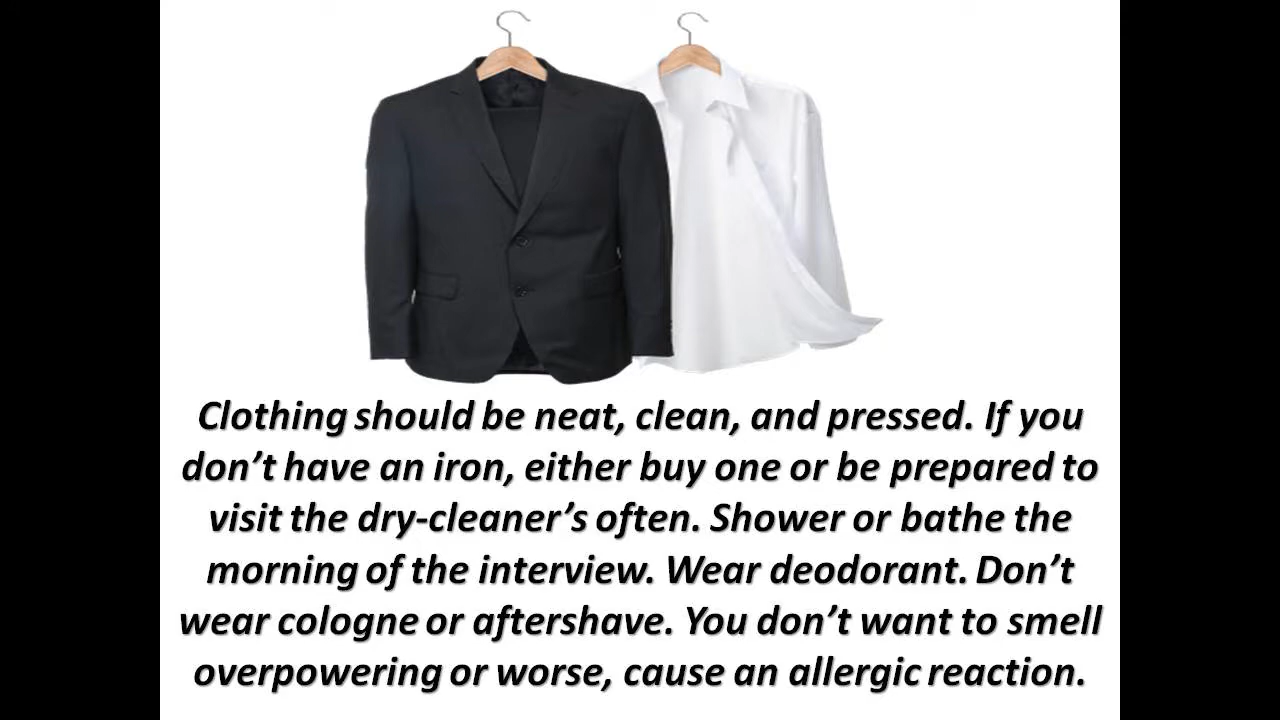 Clothing should be neat, clean, and pressed. If you
don’t have an iron, either buy one or be prepared to
visit the dry-cleaner’s often. Shower or bathe the
morning of the interview. Wear deodorant. Don’t
wear cologne or aftershave. You don’t want to smell
overpowering or worse, cause an allergic reaction.